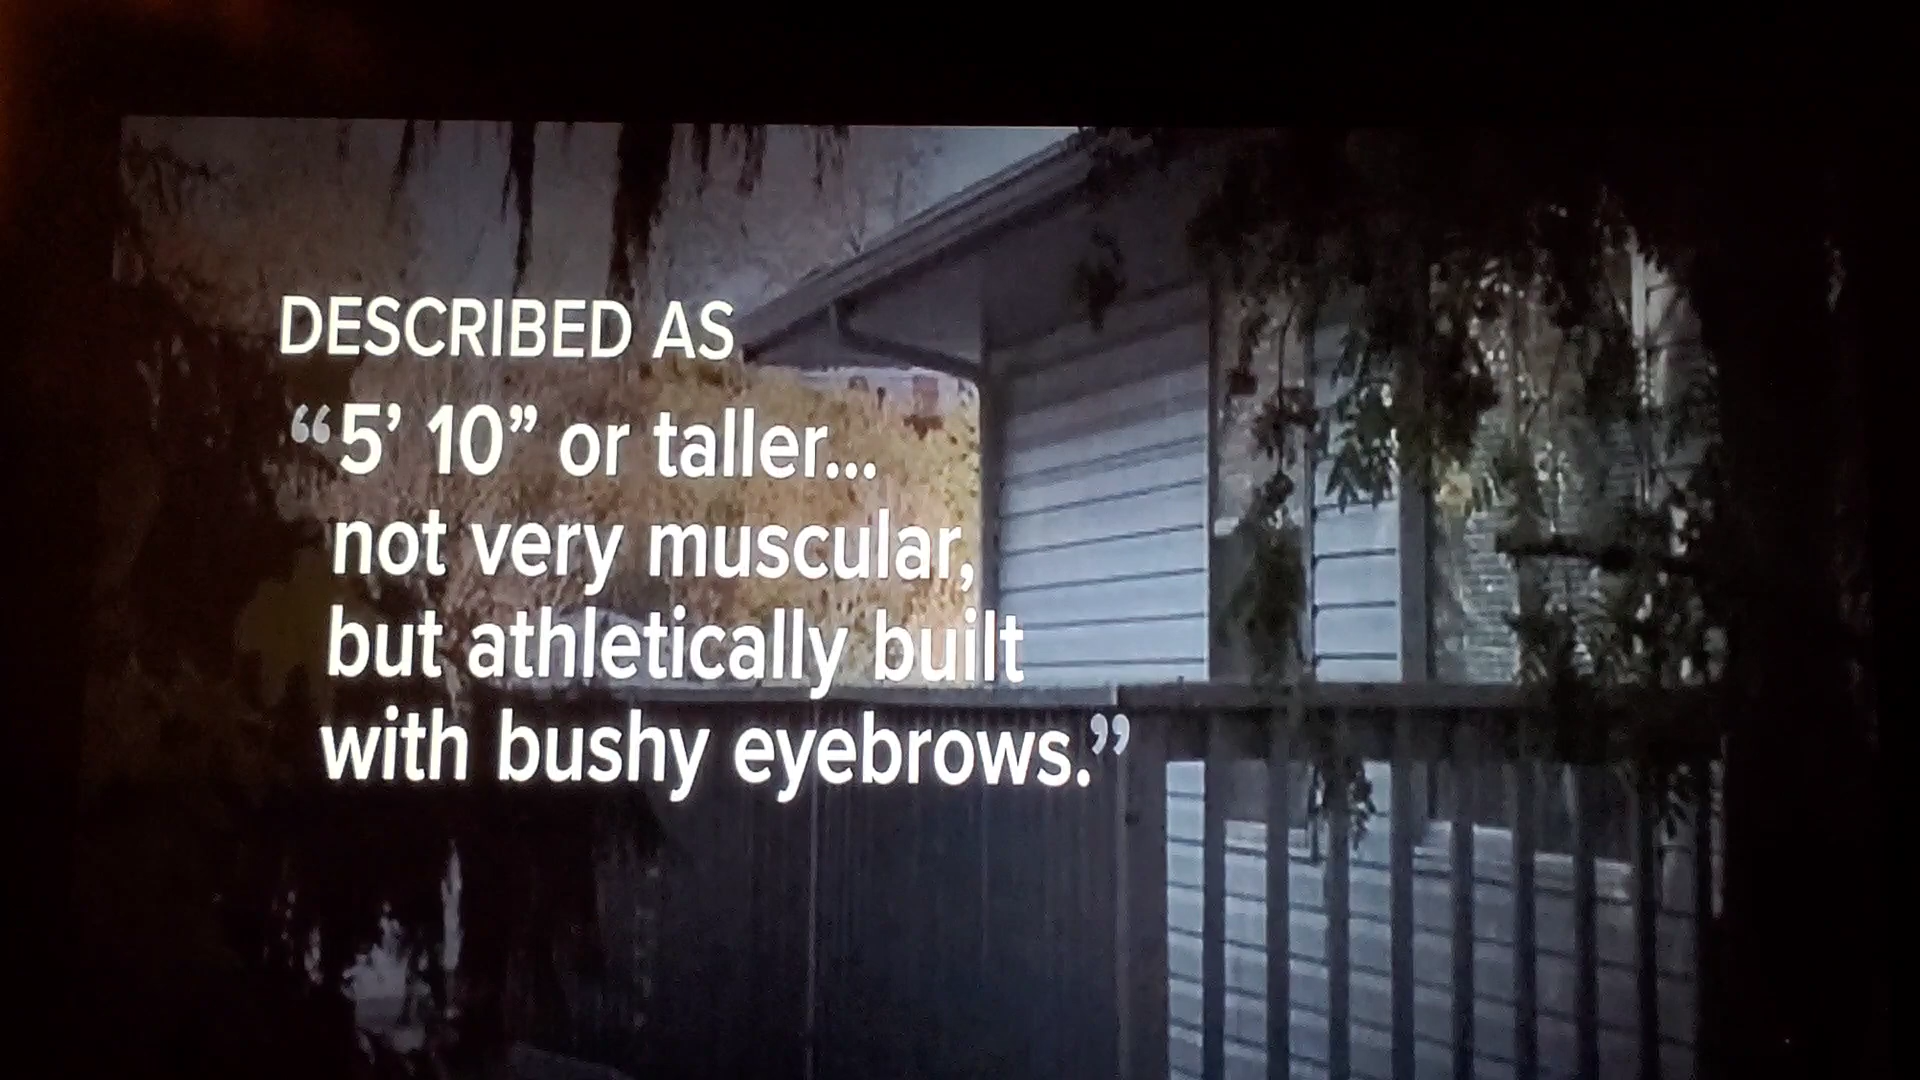 DESCRIBED AS
“5’ 10” or taller...
not very muscular,
but athletically built
with bushy eyebrows.”